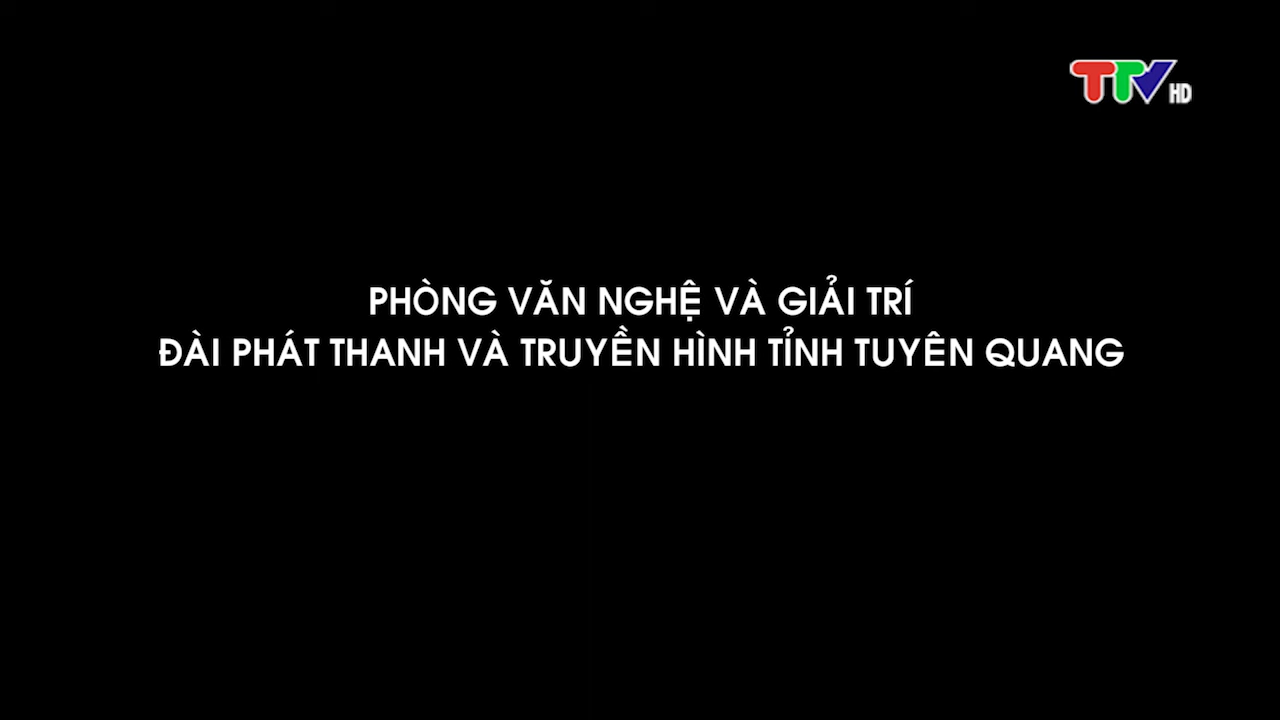 TTV HD
PHÒNG VĂN NGHỆ VÀ GIẢI TRÍ
ĐÀI PHÁT THANH VÀ TRUYỀN HÌNH TỈNH TUYÊN QUANG